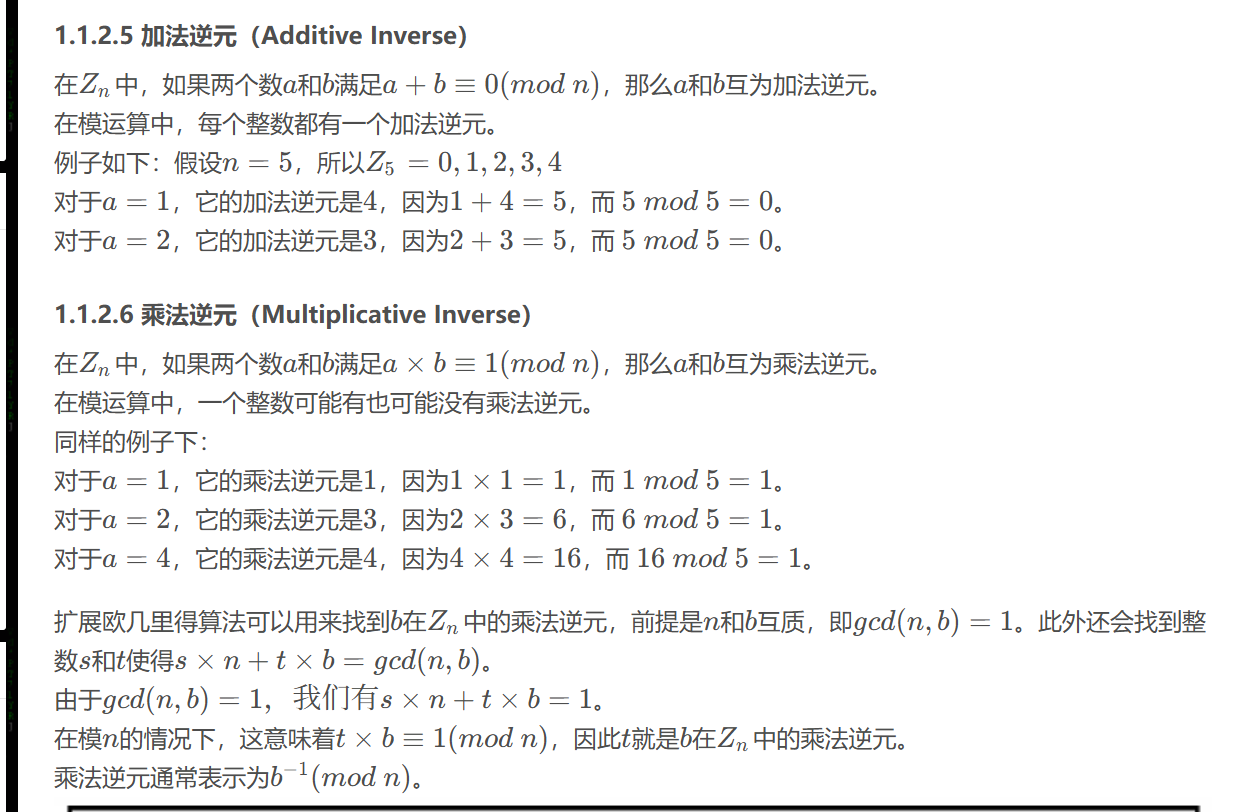 1.1.2.5 加法逆元（Additive Inverse）
在Zₙ中，如果两个数a和b满足a + b ≡ 0(mod n)，那么a和b互为加法逆元。
在模运算中，每个整数都有一个加法逆元。
例子如下：假设n = 5，所以Z₅ = 0, 1, 2, 3, 4
对于a = 1，它的加法逆元是4，因为1 + 4 = 5，而 5 mod 5 = 0。
对于a = 2，它的加法逆元是3，因为2 + 3 = 5，而 5 mod 5 = 0。
1.1.2.6 乘法逆元（Multiplicative Inverse）
在Zₙ中，如果两个数a和b满足a × b ≡ 1(mod n)，那么a和b互为乘法逆元。
在模运算中，一个整数可能有也可能没有乘法逆元。
同样的例子下：
对于a = 1，它的乘法逆元是1，因为1 × 1 = 1，而 1 mod 5 = 1。
对于a = 2，它的乘法逆元是3，因为2 × 3 = 6，而 6 mod 5 = 1。
对于a = 4，它的乘法逆元是4，因为4 × 4 = 16，而 16 mod 5 = 1。
扩展欧几里得算法可以用来找到b在Zₙ中的乘法逆元，前提是n和b互质，即gcd(n, b) = 1。此外还会找到整
数s和t使得s × n + t × b = gcd(n, b)。
由于gcd(n, b) = 1，我们有s × n + t × b = 1。
在模n的情况下，这意味着t × b ≡ 1(mod n)，因此t就是b在Zₙ中的乘法逆元。
乘法逆元通常表示为b⁻¹(mod n)。